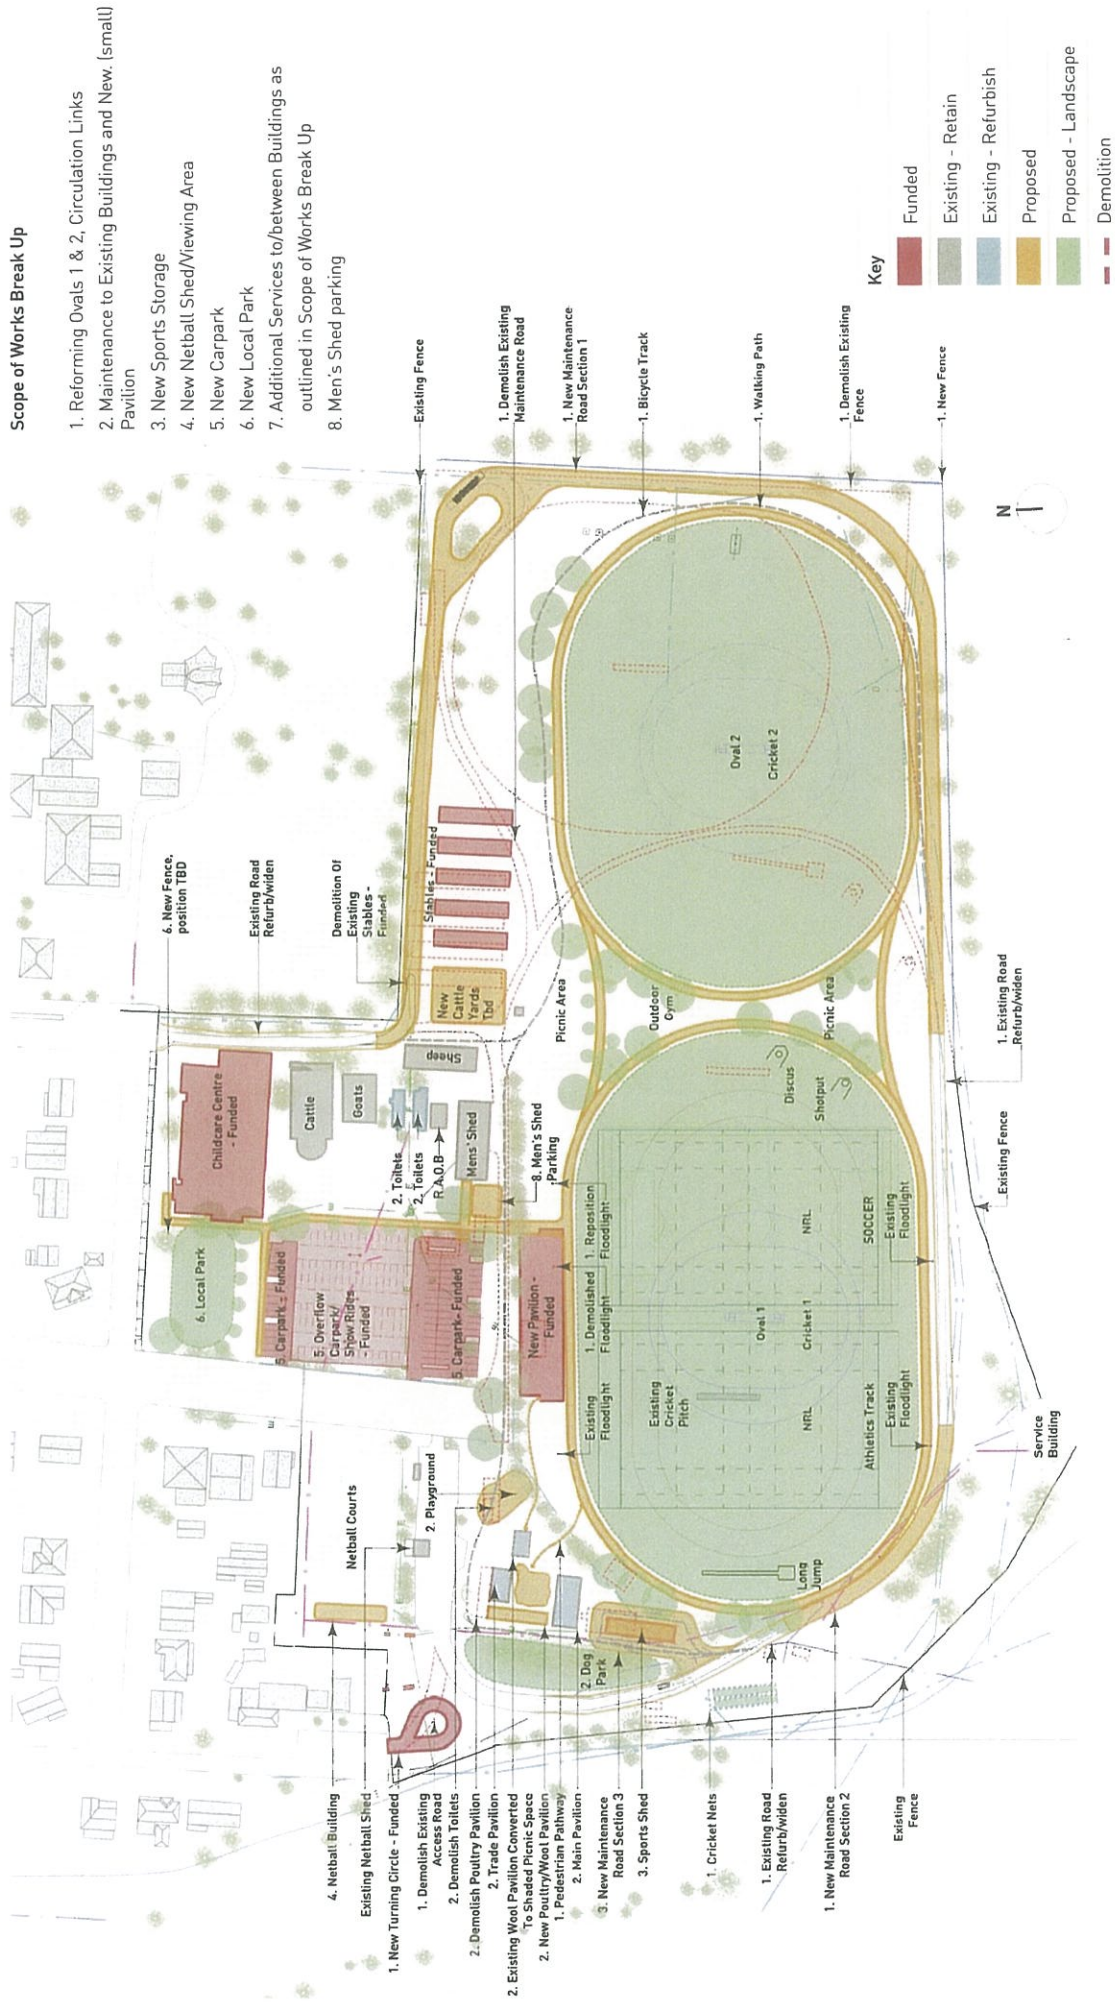 Scope of Works Break Up
1. Reforming Ovals 1 & 2, Circulation Links
2. Maintenance to Existing Buildings and New. (small)
Pavilion
3. New Sports Storage
4. New Netball Shed/Viewing Area
5. New Carpark
6. New Local Park
7. Additional Services to/between Buildings as
outlined in Scope of Works Break Up
8. Men's Shed parking
6. New Fence,
position TBD
Existing Road
Refurb/widen
Demolition Of
Existing
Stables -
Funded
Existing Fence
1. Demolish Existing
Maintenance Road
1. New Maintenance
Road Section 1
1. Bicycle Track
1. Walking Path
1. Demolish Existing
Fence
1. New Fence
4. Netball Building
Existing Netball Shed
1. New Turning Circle - Funded
1. Demolish Existing
Access Road
2. Demolish Toilets
2. Demolish Poultry Pavilion
2. Trade Pavilion
2. Existing Wool Pavilion Converted
To Shaded Picnic Space
2. New Poultry/Wool Pavilion
1. Pedestrian Pathway
2. Main Pavilion
3. New Maintenance
Road Section 3
3. Sports Shed
1. Cricket Nets
1. Existing Road
Refurb/widen
1. New Maintenance
Road Section 2
Existing
Fence
Netball Courts
2. Playground
2. Dog
Park
6. Local Park
5. Carpark - Funded
5. Overflow
Carpark/
Show Rides
- Funded
5. Carpark - Funded
New Pavilion -
Funded
Childcare Centre
- Funded
Cattle
Goats
2. Toilets
2. Toilets
R.A.O.B
Mens' Shed
Sheep
8. Men's Shed
Parking
New
Cattle
Yards
Tbd
Stables - Funded
Picnic Area
Outdoor
Gym
Picnic Area
Existing
Floodlight
1. Demolished
Floodlight
1. Reposition
Floodlight
Existing
Cricket
Pitch
Oval 1
Cricket 1
NRL
NRL
Athletics Track
SOCCER
Existing
Floodlight
Existing
Floodlight
Long
Jump
Discus
Shotput
Oval 2
Cricket 2
1. Existing Road
Refurb/widen
Existing Fence
Service
Building
N
Key
Funded
Existing - Retain
Existing - Refurbish
Proposed
Proposed - Landscape
Demolition